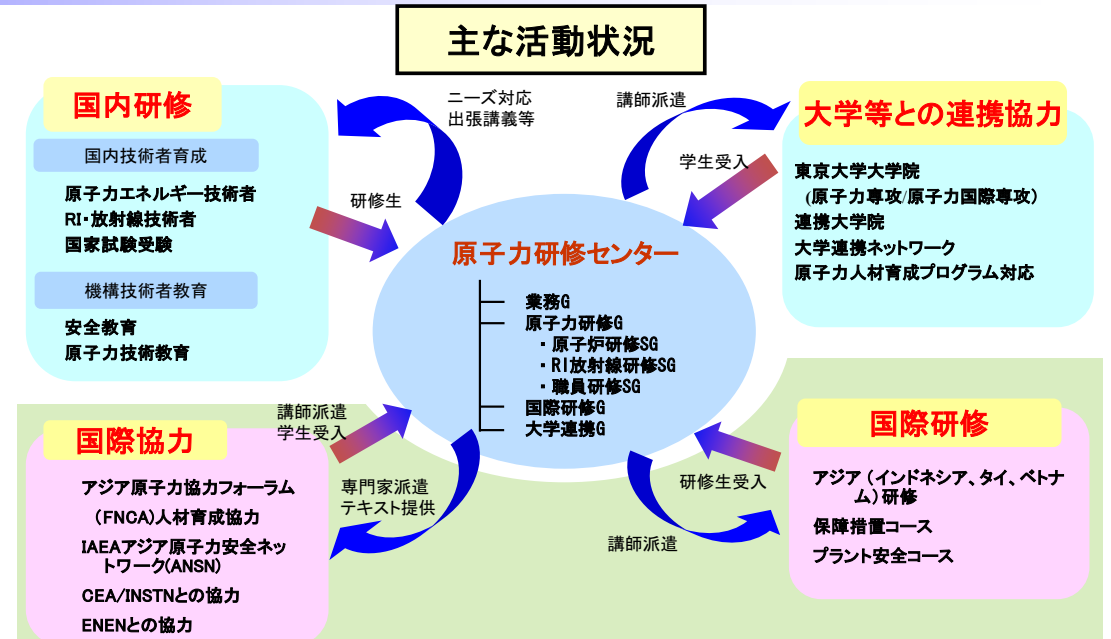 主な活動状況
国内研修
国内技術者育成
原子力エネルギー技術者
RI・放射線技術者
国家試験受験
機構技術者教育
安全教育
原子力技術教育
ニーズ対応
出張講義等
研修生
講師派遣
学生受入
大学等との連携協力
東京大学大学院
(原子力専攻/原子力国際専攻)
連携大学院
大学連携ネットワーク
原子力人材育成プログラム対応
原子力研修センター
業務G
原子力研修G
・原子炉研修SG
・RI放射線研修SG
・職員研修SG
国際研修G
大学連携G
国際協力
アジア原子力協力フォーラム
(FNCA)人材育成協力
IAEAアジア原子力安全ネッ
トワーク(ANSN)
CEA/INSTNとの協力
ENENとの協力
講師派遣
学生受入
専門家派遣
テキスト提供
研修生受入
講師派遣
国際研修
アジア(インドネシア、タイ、ベトナ
ム)研修
保障措置コース
プラント安全コース